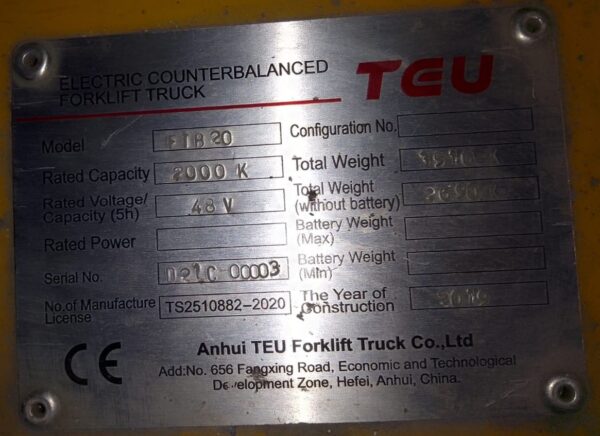 ELECTRIC COUNTERBALANCED
FORKLIFT TRUCK
TEU
Model
Configuration No.
Rated Capacity 2000 K
Total Weight
Rated Voltage/
Capacity (5h) 48 V
Total Weight
(without battery)
Rated Power
Battery Weight
(Max)
Serial No. 00003
Battery Weight
(Min)
No.of Manufacture
License TS2510882-2020
The Year of
Construction
CE
Anhui TEU Forklift Truck Co.,Ltd
Add:No. 656 Fangxing Road, Economic and Technological
Development Zone, Hefei, Anhui, China.